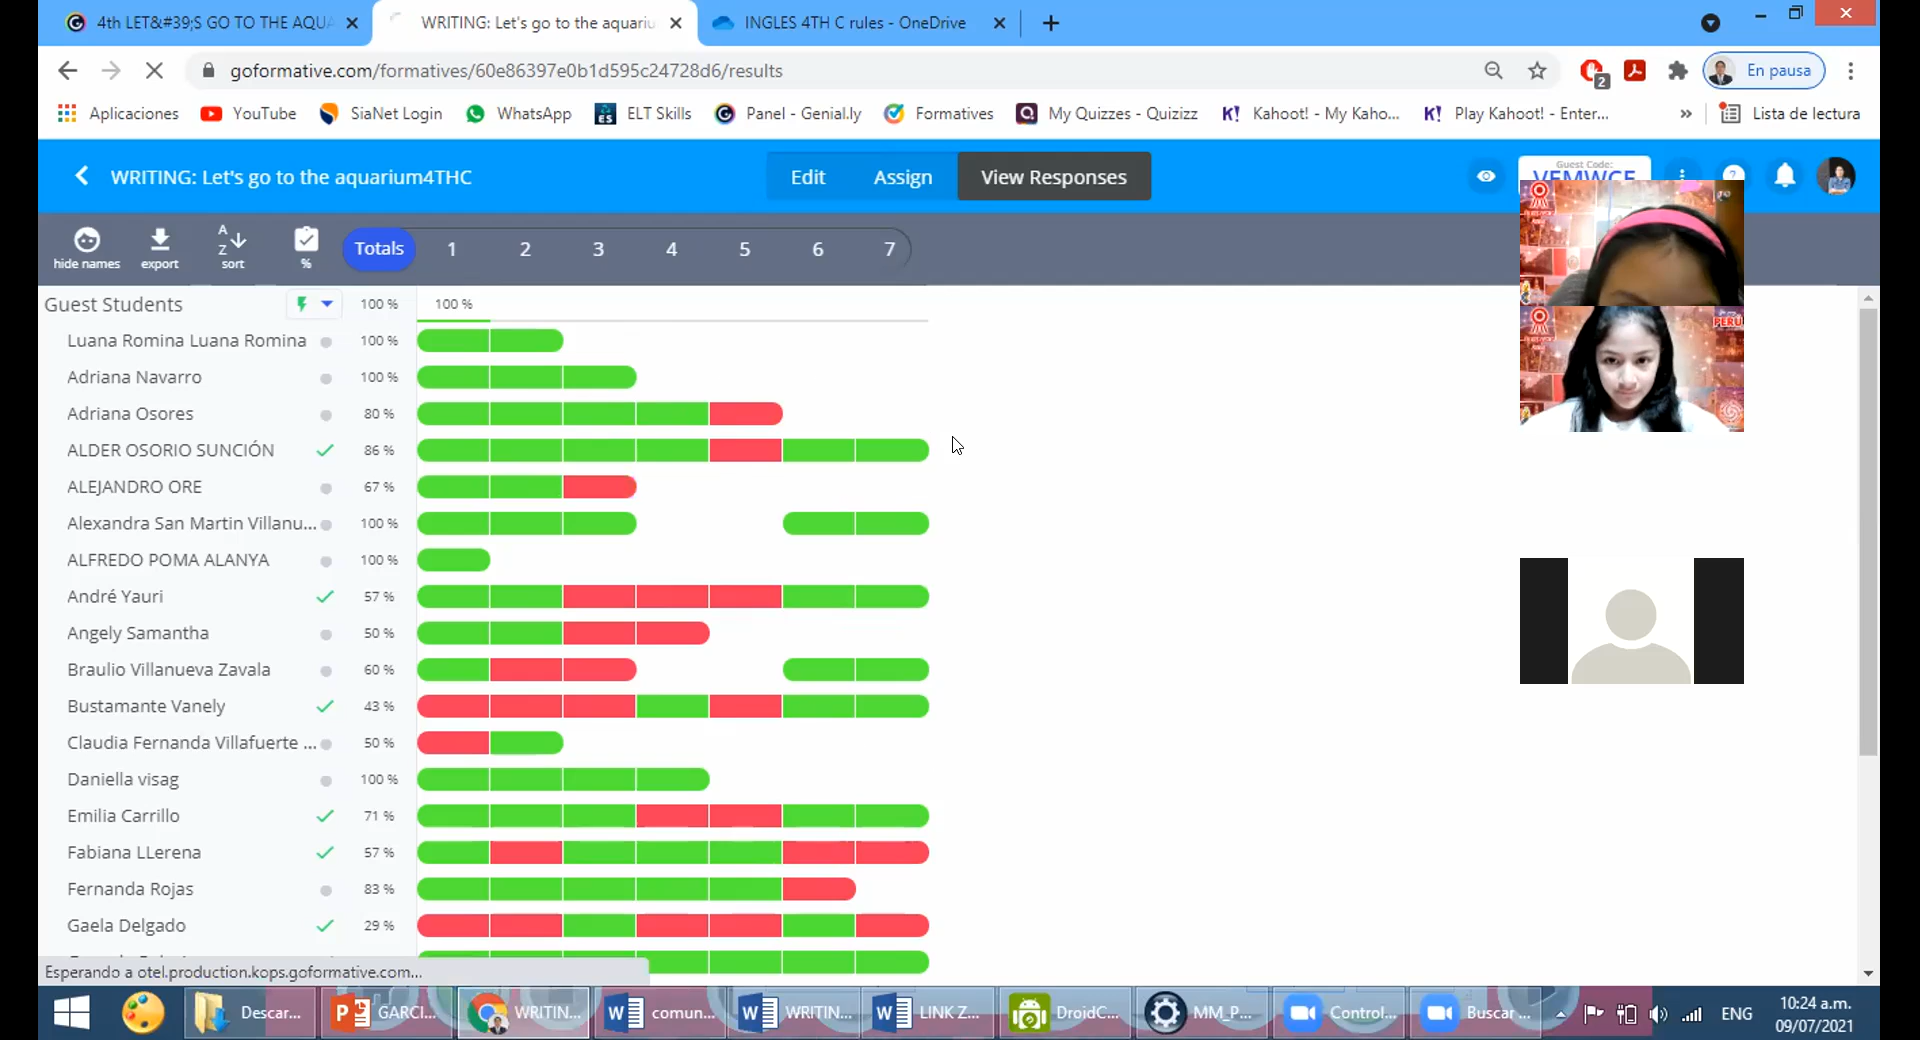 4th LET&#39;S GO TO THE AQUA
WRITING: Let's go to the aquariu
INGLES 4TH C rules - OneDrive
goformative.com/formatives/60e86397e0b1d595c24728d6/results
2
En pausa
Aplicaciones
YouTube
SiaNet Login
WhatsApp
ELT Skills
Panel - Genial.ly
Formatives
My Quizzes - Quizizz
Kahoot! - My Kaho...
Play Kahoot! - Enter...
Lista de lectura
WRITING: Let's go to the aquarium4THC
Edit
Assign
View Responses
Guest Code:
VEMWCE
hide names
export
A Z
sort
%
Totals 1 2 3 4 5 6 7
Guest Students 100 % 100 %
Luana Romina Luana Romina 100 %
Adriana Navarro 100 %
Adriana Osores 80 %
ALDER OSORIO SUNCIÓN 86 %
ALEJANDRO ORE 67 %
Alexandra San Martin Villanu... 100 %
ALFREDO POMA ALANYA 100 %
André Yauri 57 %
Angely Samantha 50 %
Braulio Villanueva Zavala 60 %
Bustamante Vanely 43 %
Claudia Fernanda Villafuerte ... 50 %
Daniella visag 100 %
Emilia Carrillo 71 %
Fabiana LLerena 57 %
Fernanda Rojas 83 %
Gaela Delgado 29 %
PERÚ
Esperando a otel.production.kops.goformative.com...
Descar...
GARCI...
WRITIN...
comun...
WRITIN...
LINK Z...
DroidC...
MM_P...
Control...
Buscar ...
ENG
10:24 a.m.
09/07/2021